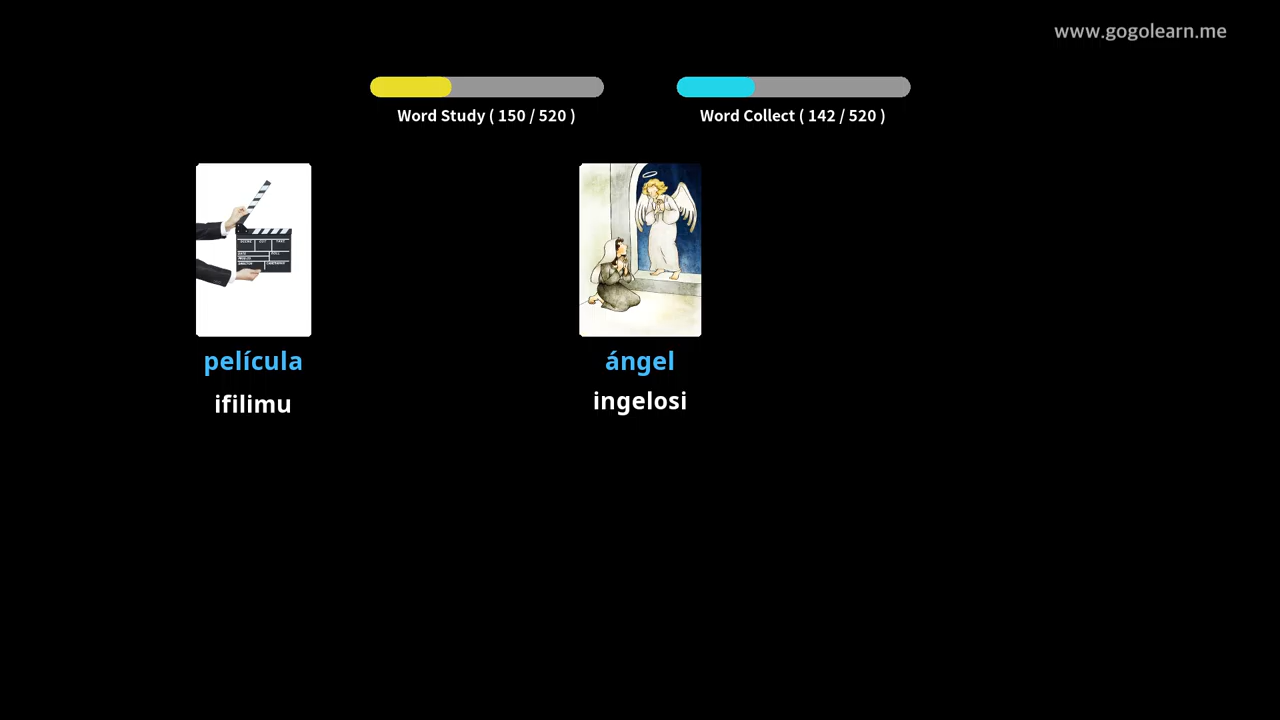 www.gogolearn.me
Word Study ( 150 / 520 )
Word Collect ( 142 / 520 )
película
ifilimu
ángel
ingelosi